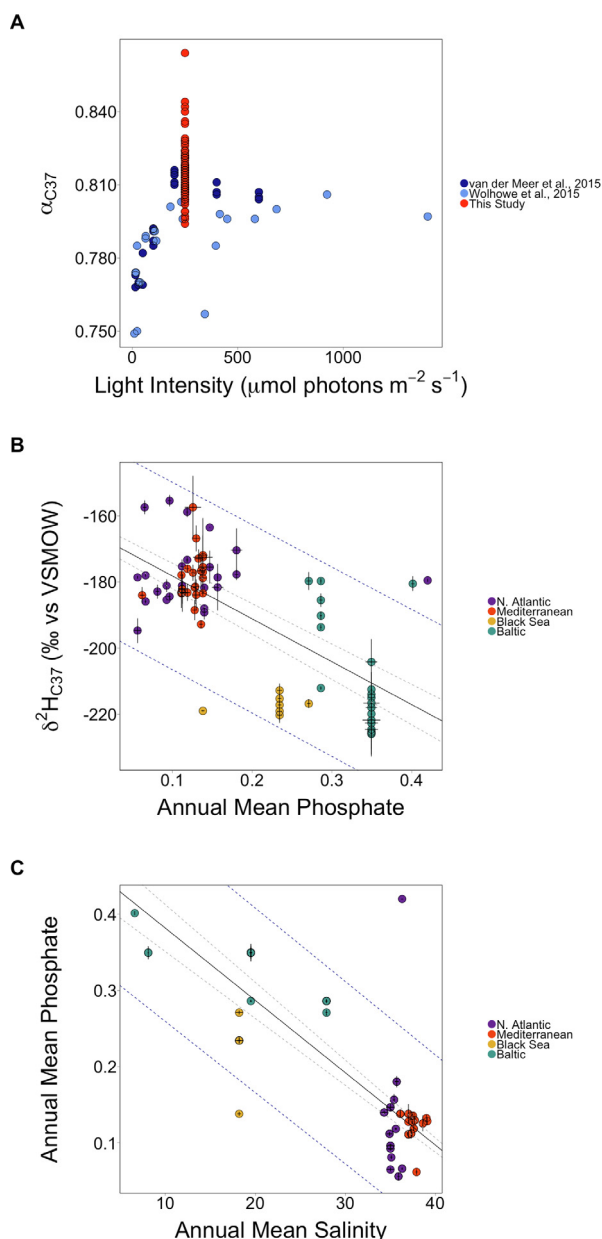 A
0.840
0.810
0.780
0.750
α_C37
0
500
1000
Light Intensity (μmol photons m⁻² s⁻¹)
van der Meer et al., 2015
Wolhowe et al., 2015
This Study
B
-160
-180
-200
-220
δ²H_C37 (‰ vs VSMOW)
0.1
0.2
0.3
0.4
Annual Mean Phosphate
N. Atlantic
Mediterranean
Black Sea
Baltic
C
0.4
0.3
0.2
0.1
Annual Mean Phosphate
10
20
30
40
Annual Mean Salinity
N. Atlantic
Mediterranean
Black Sea
Baltic